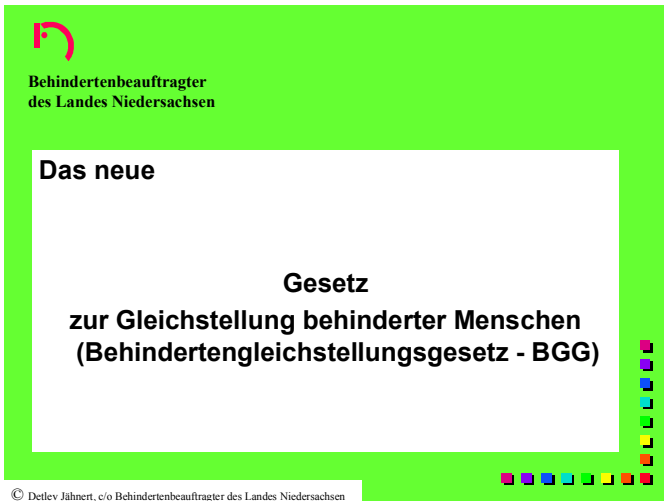 Behindertenbeauftragter
des Landes Niedersachsen
Das neue
Gesetz
zur Gleichstellung behinderter Menschen
(Behindertengleichstellungsgesetz - BGG)
© Detlev Jähnert, c/o Behindertenbeauftragter des Landes Niedersachsen